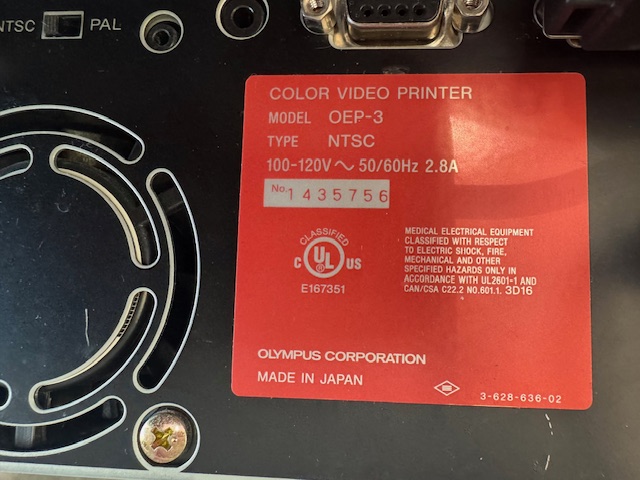 NTSC PAL
COLOR VIDEO PRINTER
MODEL OEP-3
TYPE NTSC
100-120V ~ 50/60Hz 2.8A
No. 1435756
CLASSIFIED
C UL US
®
E167351
MEDICAL ELECTRICAL EQUIPMENT
CLASSIFIED WITH RESPECT
TO ELECTRIC SHOCK, FIRE,
MECHANICAL AND OTHER
SPECIFIED HAZARDS ONLY IN
ACCORDANCE WITH UL2601-1 AND
CAN/CSA C22.2 NO.601.1. 3D16
OLYMPUS CORPORATION
MADE IN JAPAN
3-628-636-02